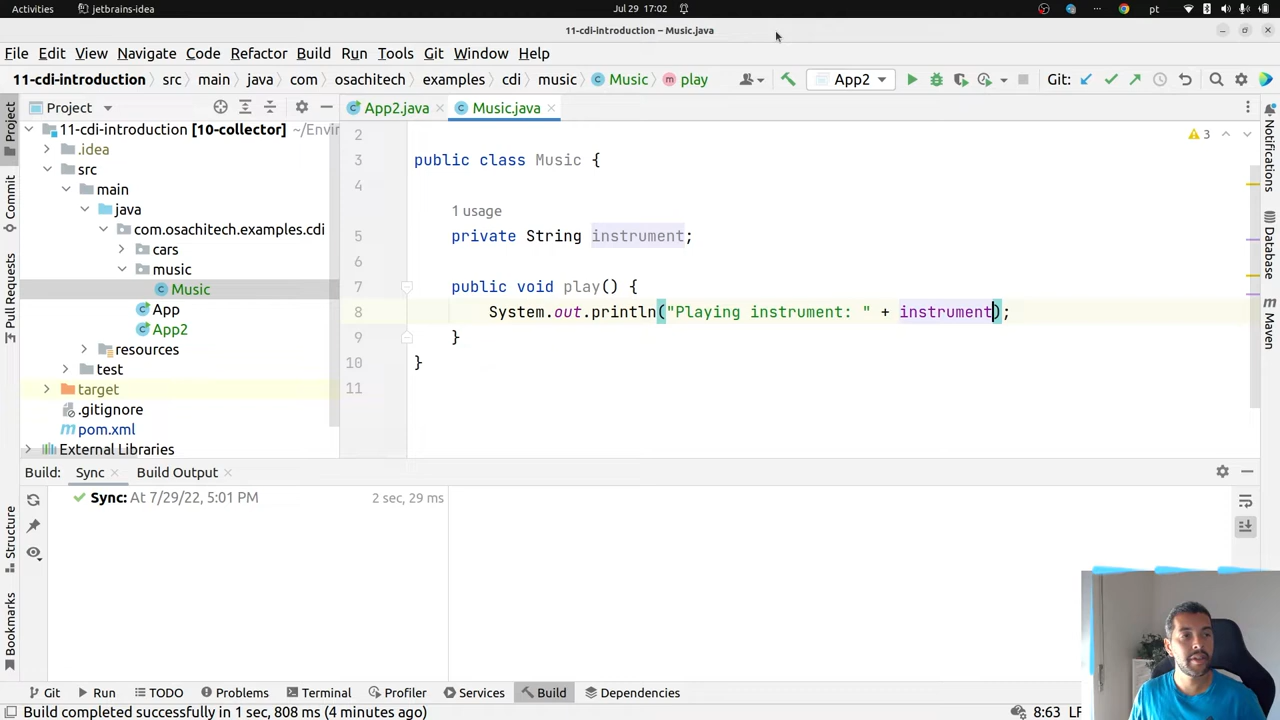 Activities jetbrains-idea Jul 29 17:02 pt
11-cdi-introduction – Music.java
File Edit View Navigate Code Refactor Build Run Tools Git Window Help
11-cdi-introduction src main java com osachitech examples cdi music Music play App2 Git:
Project App2.java Music.java
11-cdi-introduction [10-collector] ~/Envir
.idea
src
main
java
com.osachitech.examples.cdi
cars
music
Music
App
App2
resources
test
target
.gitignore
pom.xml
External Libraries
2
3 public class Music {
4
1 usage
5 private String instrument;
6
7 public void play() {
8 System.out.println("Playing instrument: " + instrument);
9 }
10 }
11
3
Project
Commit
Pull Requests
Structure
Bookmarks
Notifications
Database
Maven
Build: Sync Build Output
Sync: At 7/29/22, 5:01 PM 2 sec, 29 ms
Git Run TODO Problems Terminal Profiler Services Build Dependencies
Build completed successfully in 1 sec, 808 ms (4 minutes ago) 8:63 LF